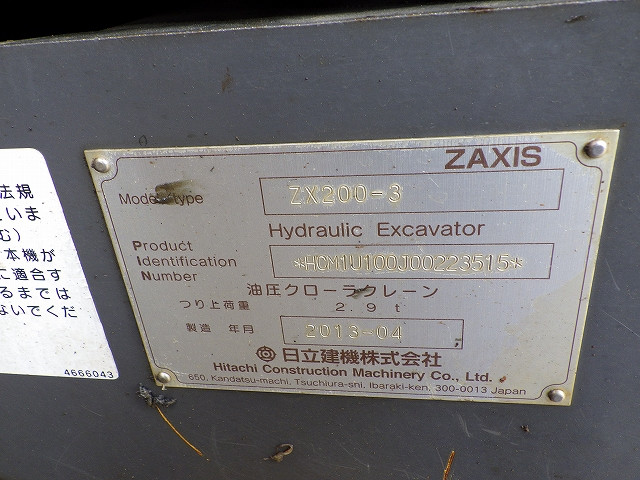 ZAXIS
Model type ZX200-3
Hydraulic Excavator
Product
Identification *HCM1U100J00223515*
Number
油圧クローラクレーン
つり上荷重 2.9 t
製造 年月 2013-04
日立建機株式会社
Hitachi Construction Machinery Co., Ltd.
650, Kandatsu-machi, Tsuchiura-shi, Ibaraki-ken, 300-0013 Japan
法規
ていま
む)
本機が
に適合す
るまでは
ないでくだ
4666043